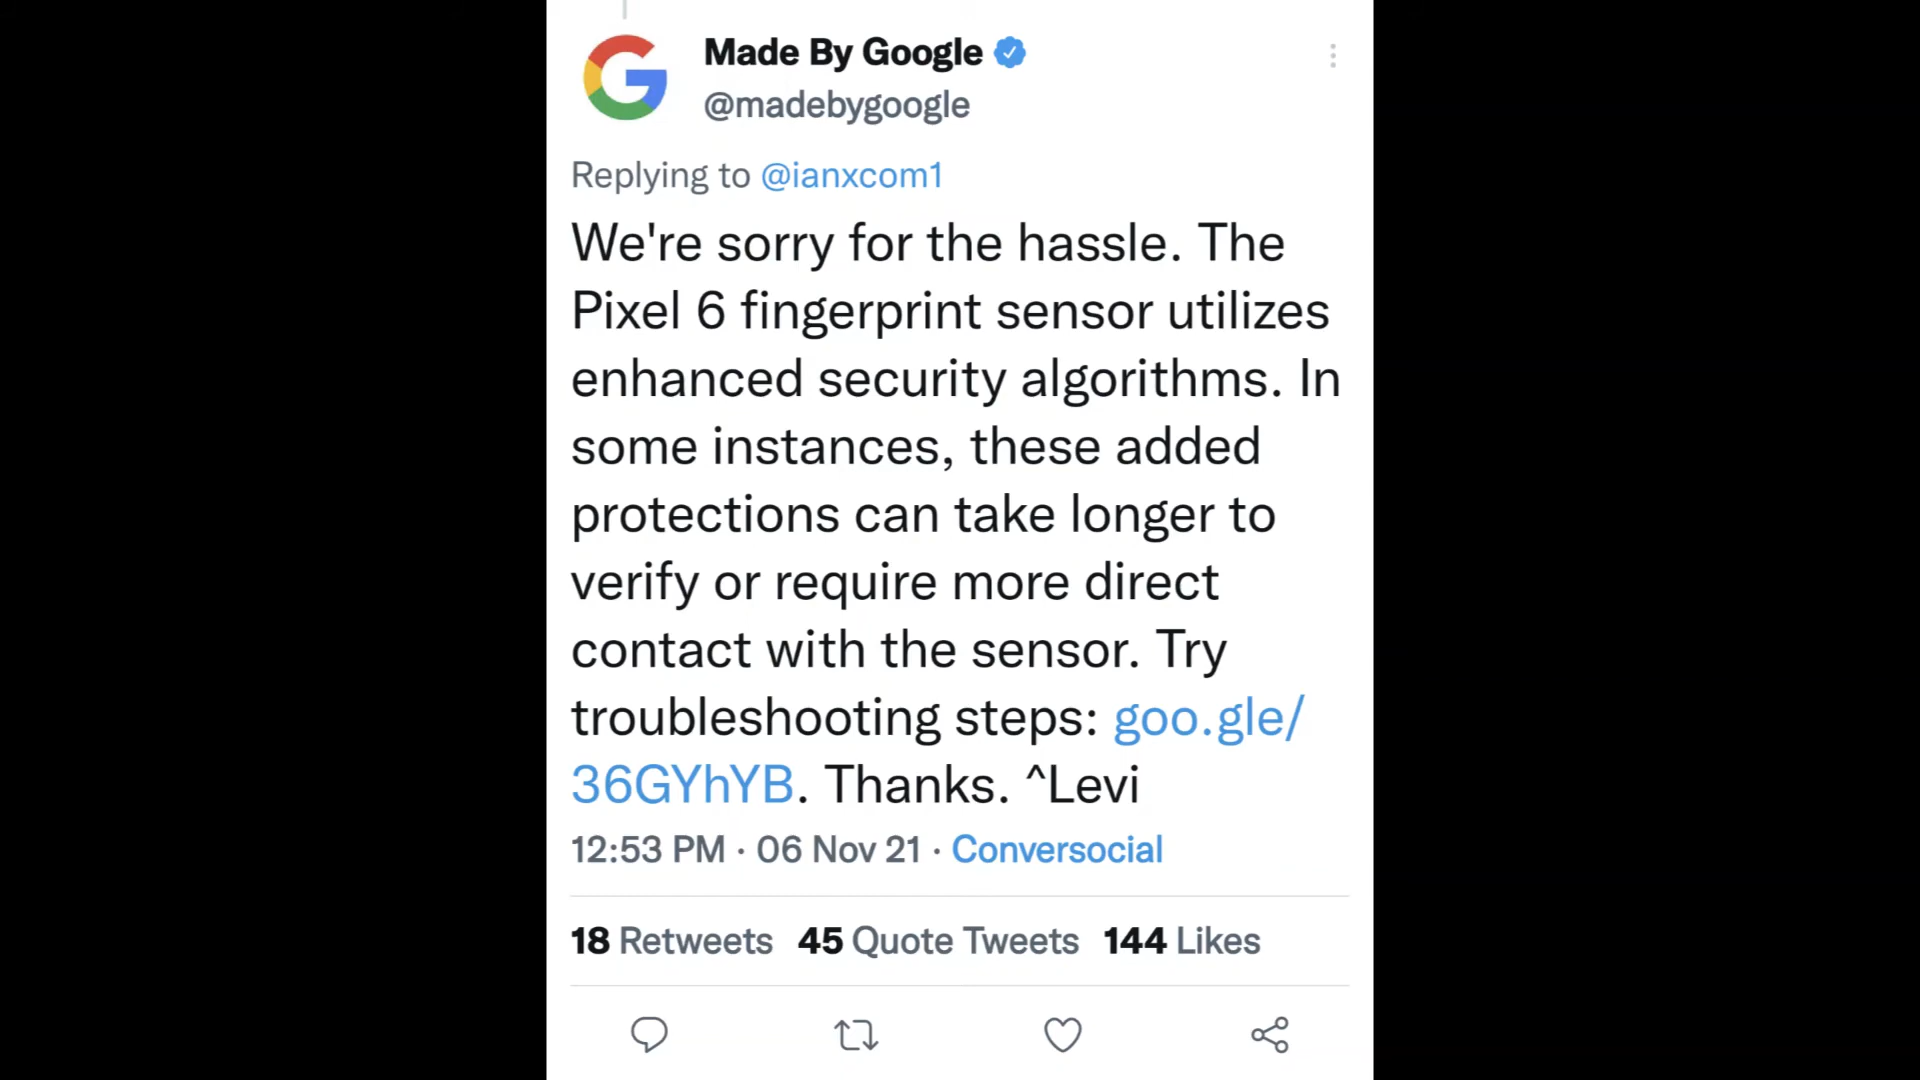 Made By Google
@madebygoogle
Replying to @ianxcom1
We're sorry for the hassle. The
Pixel 6 fingerprint sensor utilizes
enhanced security algorithms. In
some instances, these added
protections can take longer to
verify or require more direct
contact with the sensor. Try
troubleshooting steps: goo.gle/
36GYhYB. Thanks. ^Levi
12:53 PM · 06 Nov 21 · Conversocial
18 Retweets 45 Quote Tweets 144 Likes